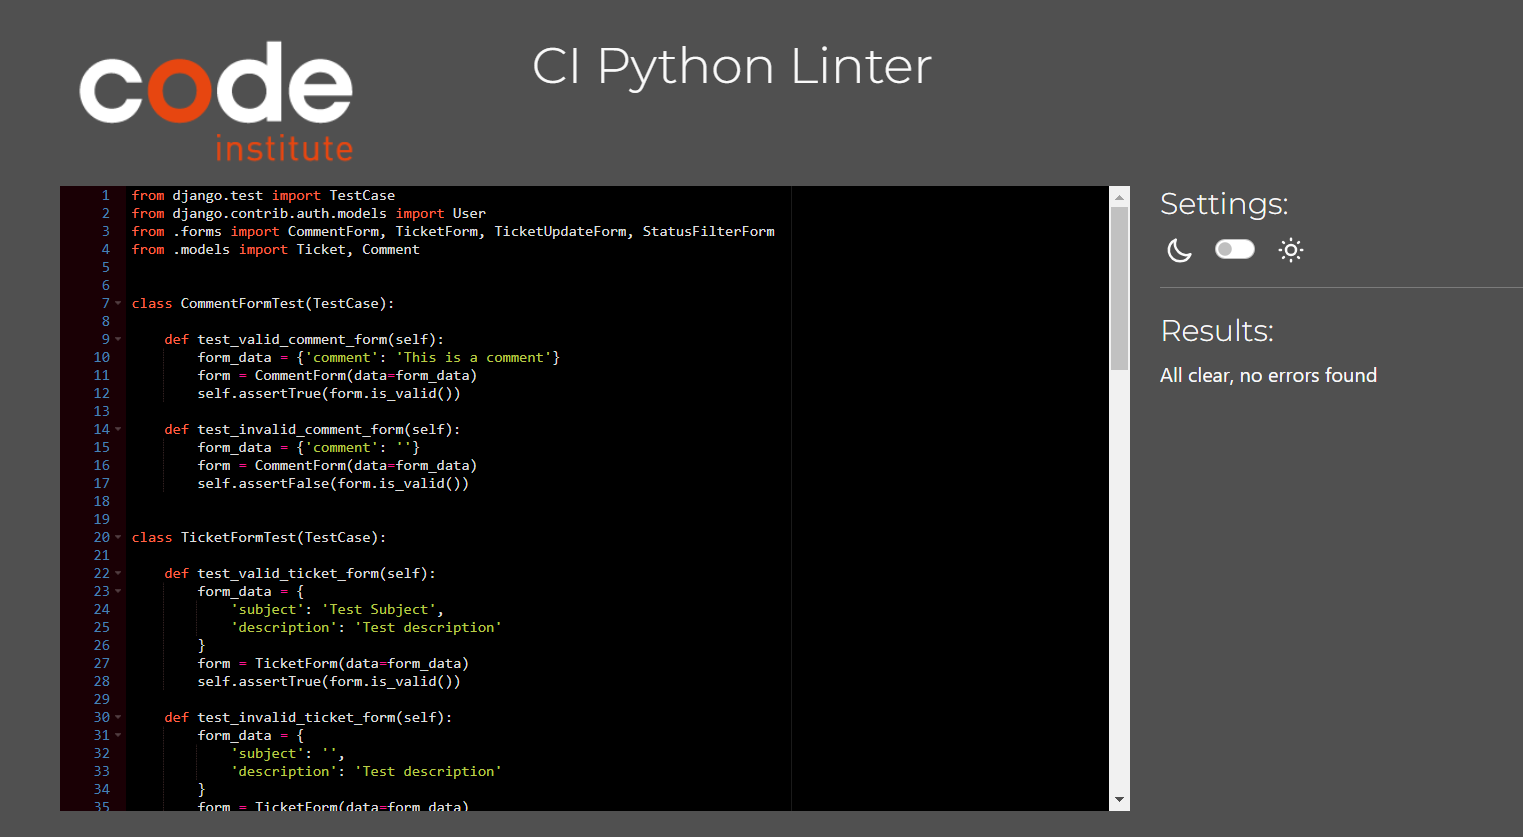 code
institute
CI Python Linter
1 from django.test import TestCase
2 from django.contrib.auth.models import User
3 from .forms import CommentForm, TicketForm, TicketUpdateForm, StatusFilterForm
4 from .models import Ticket, Comment
5
6
7 class CommentFormTest(TestCase):
8
9     def test_valid_comment_form(self):
10         form_data = {'comment': 'This is a comment'}
11         form = CommentForm(data=form_data)
12         self.assertTrue(form.is_valid())
13
14     def test_invalid_comment_form(self):
15         form_data = {'comment': ''}
16         form = CommentForm(data=form_data)
17         self.assertFalse(form.is_valid())
18
19
20 class TicketFormTest(TestCase):
21
22     def test_valid_ticket_form(self):
23         form_data = {
24             'subject': 'Test Subject',
25             'description': 'Test description'
26         }
27         form = TicketForm(data=form_data)
28         self.assertTrue(form.is_valid())
29
30     def test_invalid_ticket_form(self):
31         form_data = {
32             'subject': '',
33             'description': 'Test description'
34         }
35         form = TicketForm(data=form_data)
Settings:
Results:
All clear, no errors found